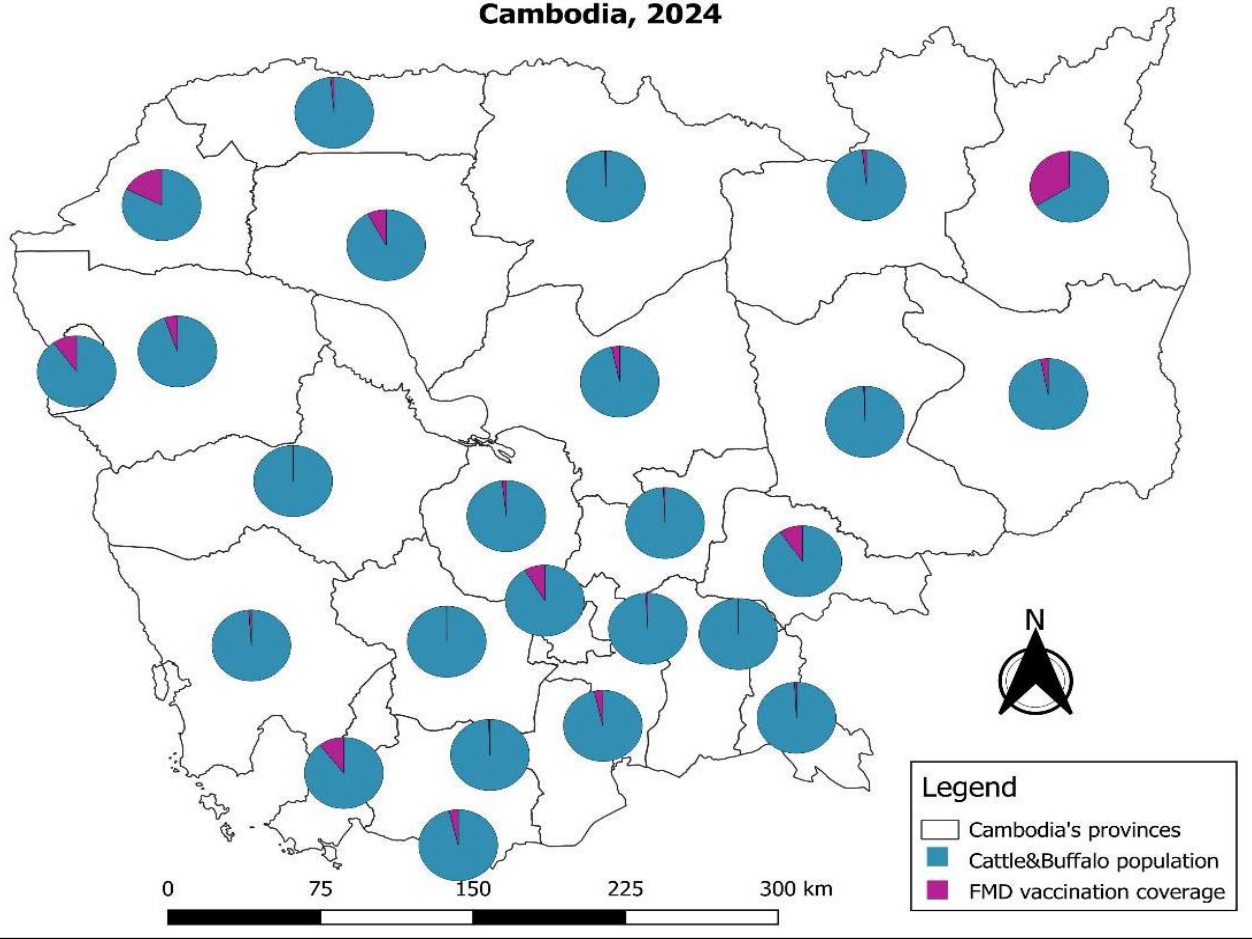 Cambodia, 2024
N
Legend
Cambodia's provinces
Cattle&Buffalo population
FMD vaccination coverage
0 75 150 225 300 km